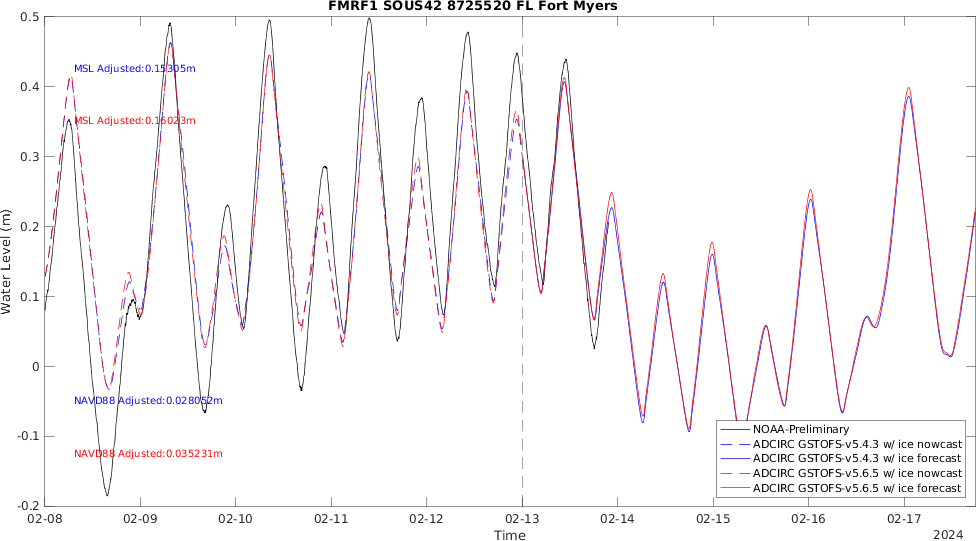 FMRF1 SOUS42 8725520 FL Fort Myers
Water Level (m)
0.5
0.4
0.3
0.2
0.1
0
-0.1
-0.2
MSL Adjusted:0.15305m
MSL Adjusted:0.16023m
NAVD88 Adjusted:0.028052m
NAVD88 Adjusted:0.035231m
NOAA-Preliminary
ADCIRC GSTOFS-v5.4.3 w/ ice nowcast
ADCIRC GSTOFS-v5.4.3 w/ ice forecast
ADCIRC GSTOFS-v5.6.5 w/ ice nowcast
ADCIRC GSTOFS-v5.6.5 w/ ice forecast
02-08 02-09 02-10 02-11 02-12 02-13 02-14 02-15 02-16 02-17
Time
2024